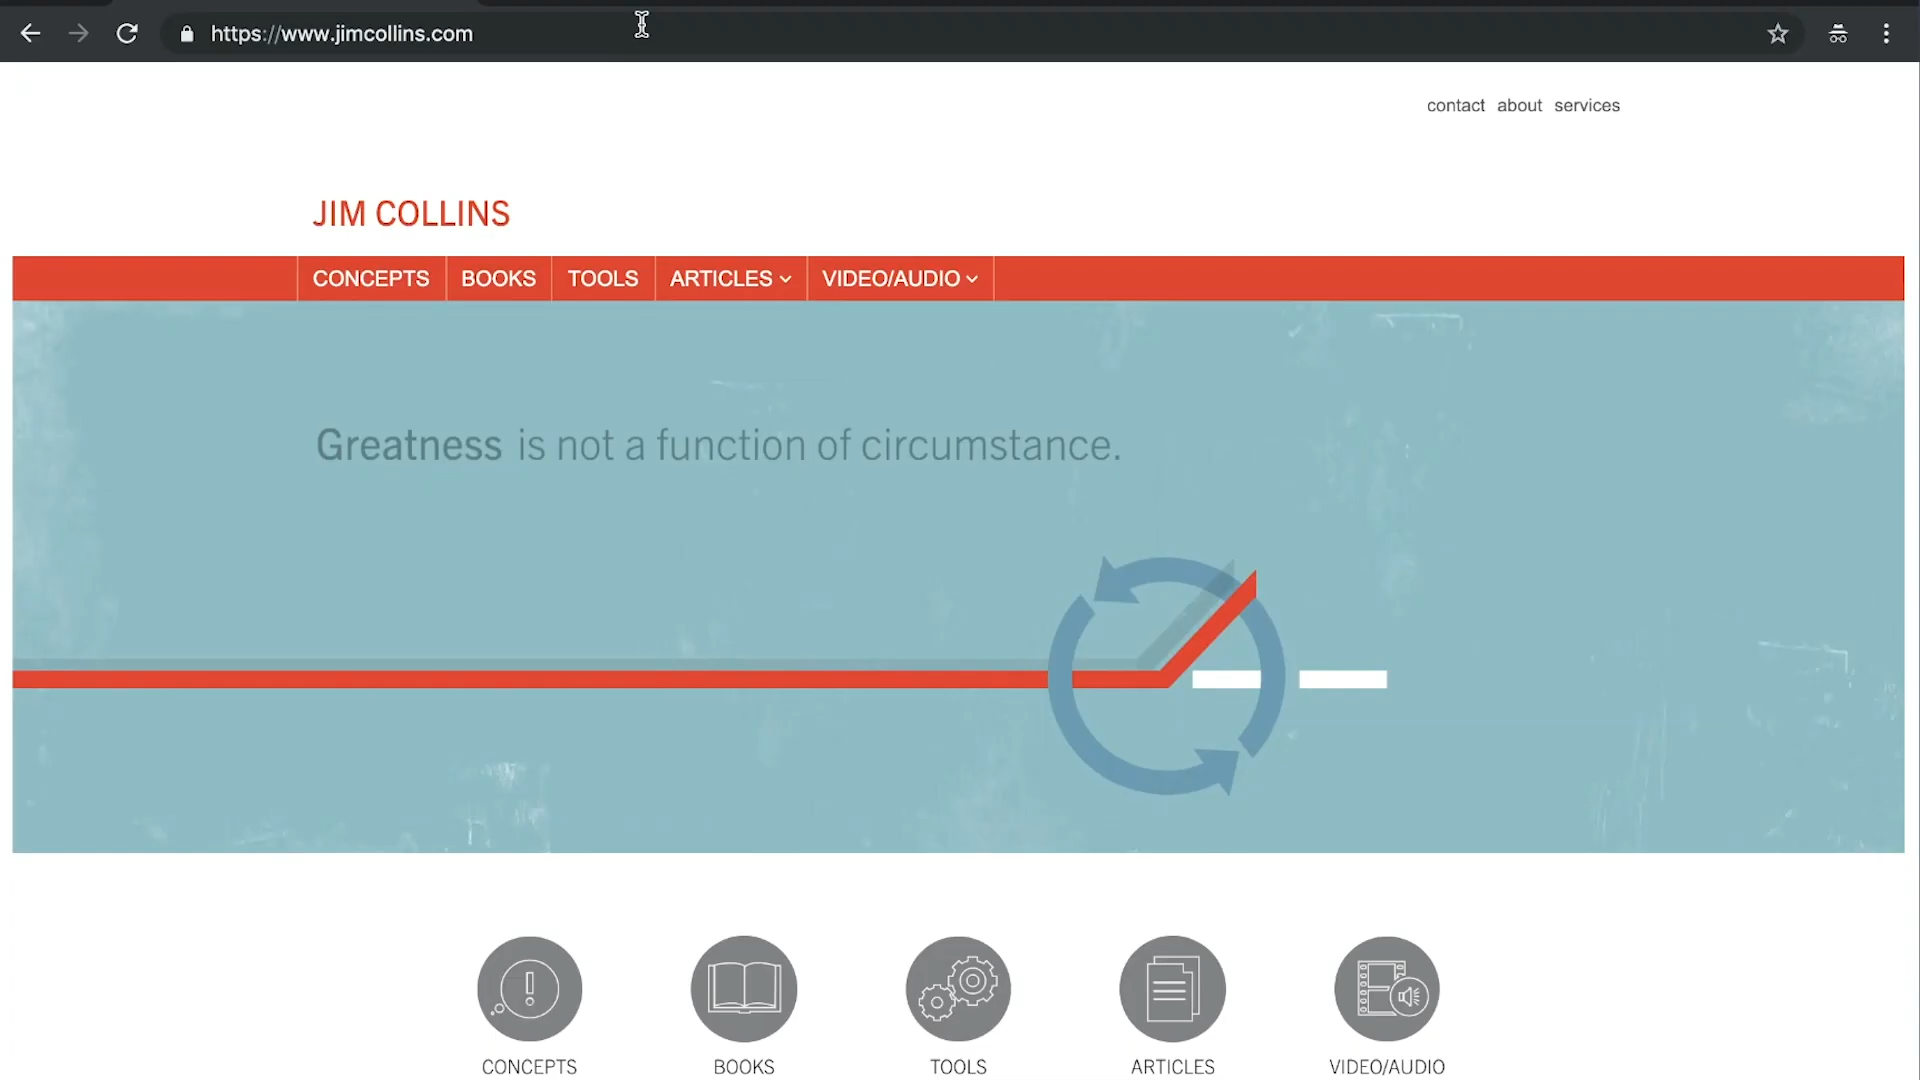 https://www.jimcollins.com
contact about services
JIM COLLINS
CONCEPTS BOOKS TOOLS ARTICLES VIDEO/AUDIO
Greatness is not a function of circumstance.
CONCEPTS BOOKS TOOLS ARTICLES VIDEO/AUDIO